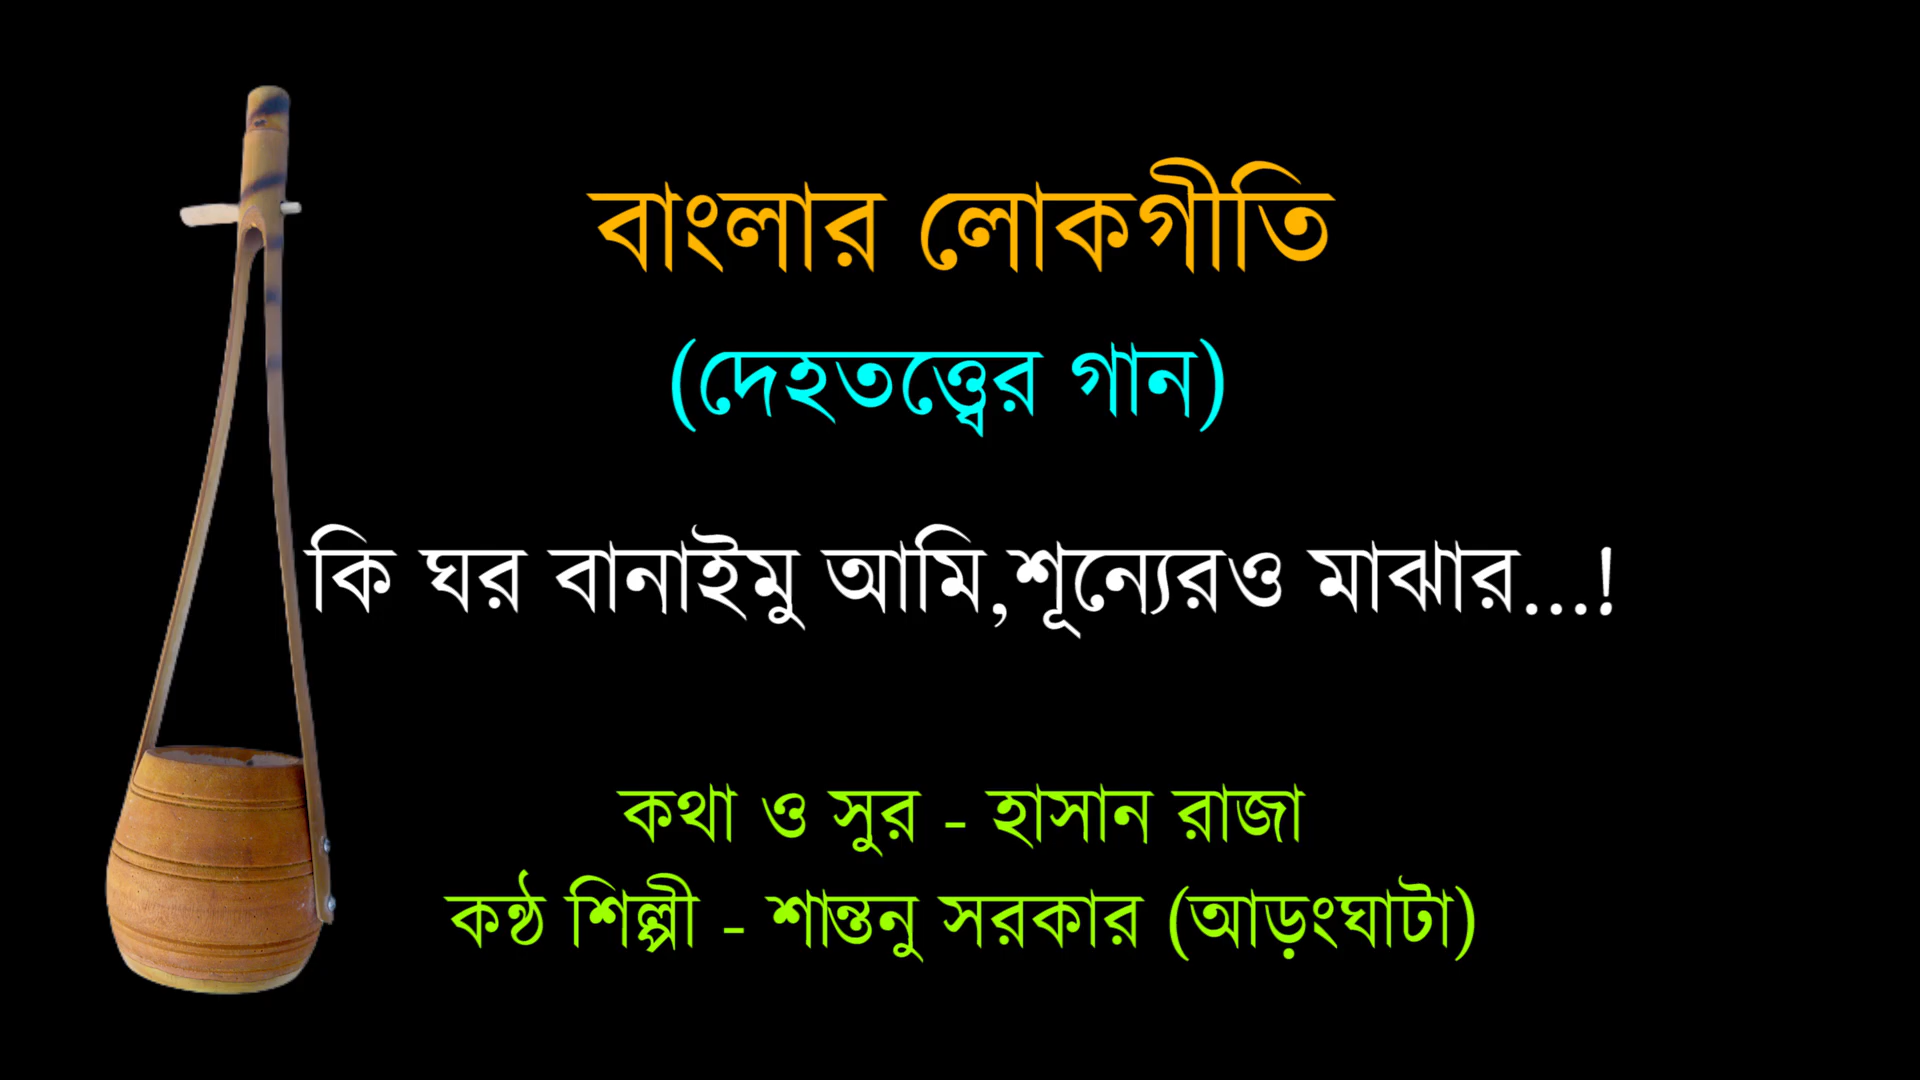 বাংলার লোকগীতি
(দেহতত্ত্বের গান)
কি ঘর বানাইমু আমি,শূন্যেরও মাঝার...!
কথা ও সুর - হাসান রাজা
কন্ঠ শিল্পী - শান্তনু সরকার (আড়ংঘাটা)